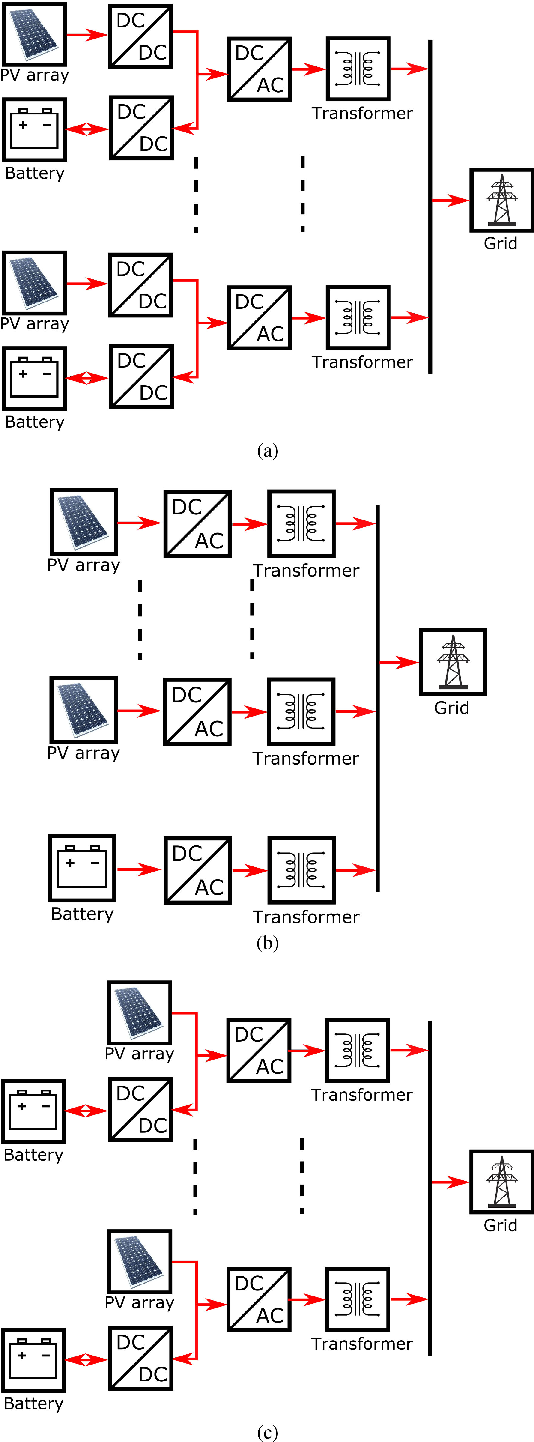 DC
DC
PV array
DC
AC
Transformer
+ −
DC
DC
Battery
Grid
DC
DC
PV array
DC
AC
Transformer
+ −
DC
DC
Battery
(a)
DC
AC
PV array
Transformer
DC
AC
PV array
Transformer
Grid
+ −
DC
AC
Battery
Transformer
(b)
PV array
DC
AC
Transformer
+ −
DC
DC
Battery
Grid
PV array
DC
AC
Transformer
+ −
DC
DC
Battery
(c)